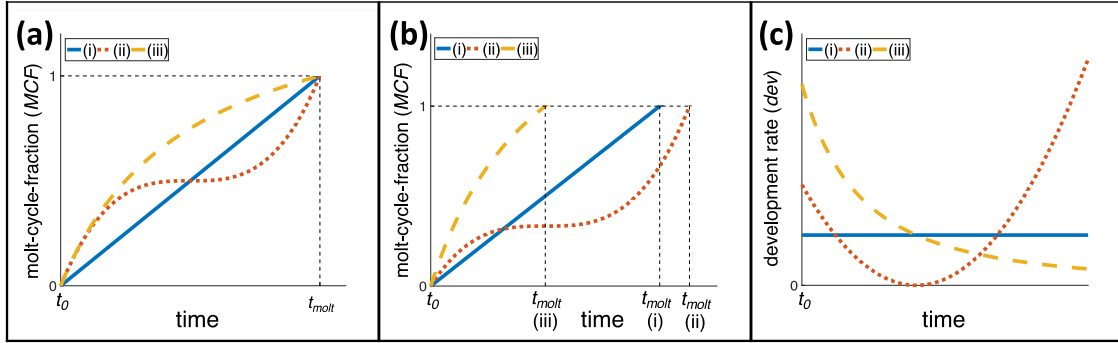 (a)
(i) (ii) (iii)
molt-cycle-fraction (MCF)
1
0
t0
tmolt
time
(b)
(i) (ii) (iii)
molt-cycle-fraction (MCF)
1
0
t0
tmolt
(iii)
time
tmolt
(i)
tmolt
(ii)
(c)
(i) (ii) (iii)
development rate (dev)
0
t0
time